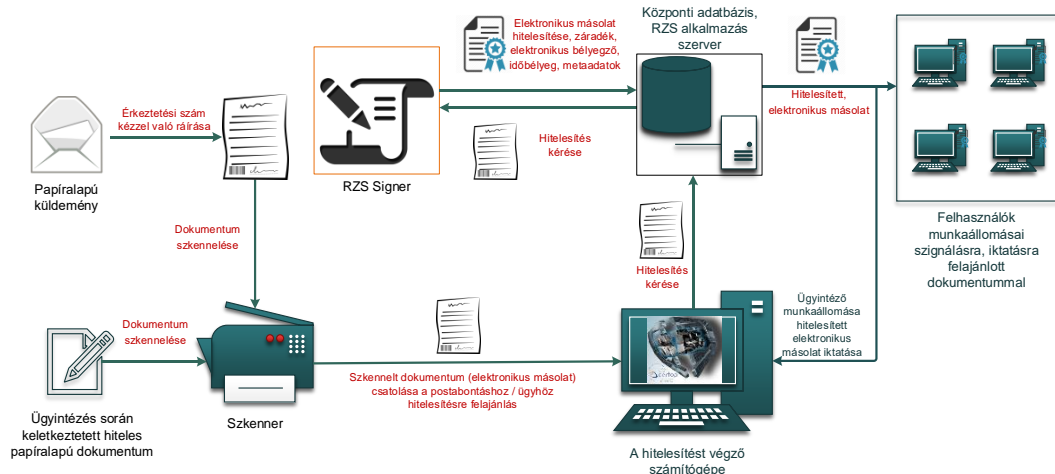 Elektronikus másolat
hitelesítése, záradék,
elektronikus bélyegző,
időbélyeg, metaadatok
Központi adatbázis,
RZS alkalmazás
szerver
Érkeztetési szám
kézzel való ráírása
Hitelesített,
elektronikus másolat
Hitelesítés
kérése
Papíralapú
küldemény
RZS Signer
Dokumentum
szkennelése
Felhasználók
munkaállomásai
szignálásra, iktatásra
felajánlott
dokumentummal
Hitelesítés
kérése
Dokumentum
szkennelése
Ügyintéző
munkaállomása
hitelesített
elektronikus
másolat iktatása
Szkennelt dokumentum (elektronikus másolat)
csatolása a postabontáshoz / ügyhöz
hitelesítésre felajánlás
Ügyintézés során
keletkeztetett hiteles
papíralapú dokumentum
Szkenner
A hitelesítést végző
számítógépe